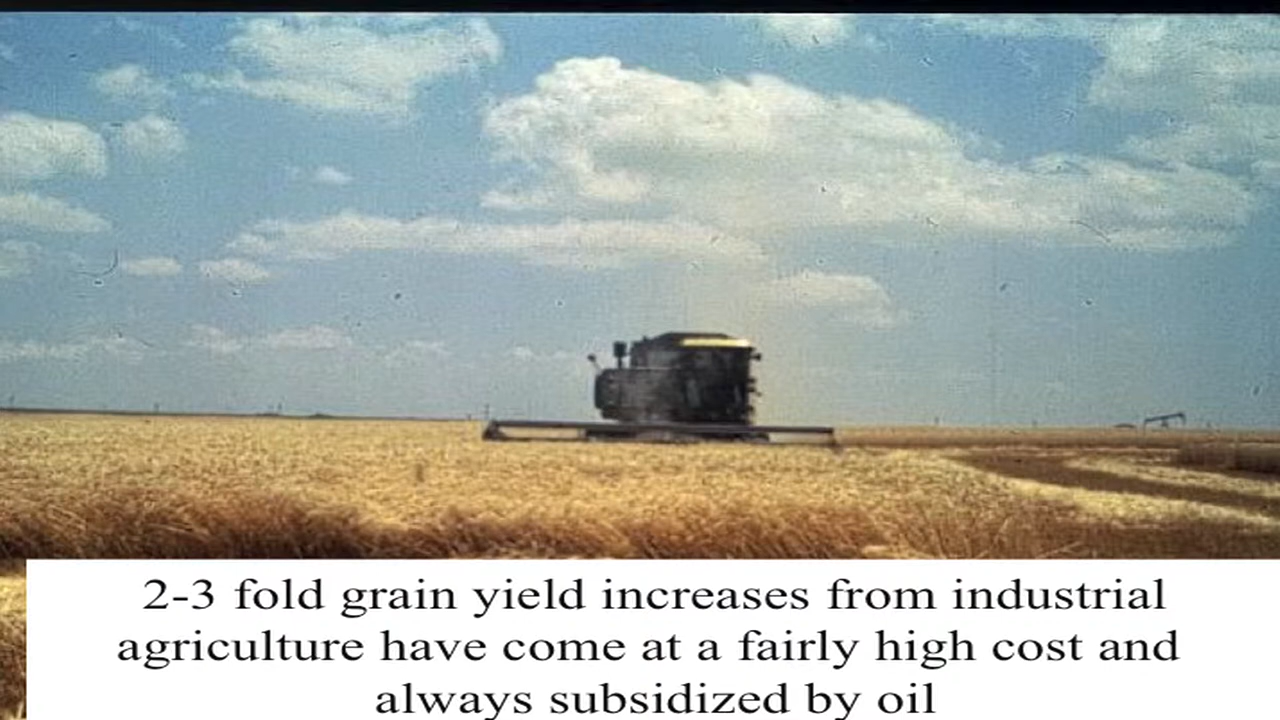 2-3 fold grain yield increases from industrial
agriculture have come at a fairly high cost and
always subsidized by oil